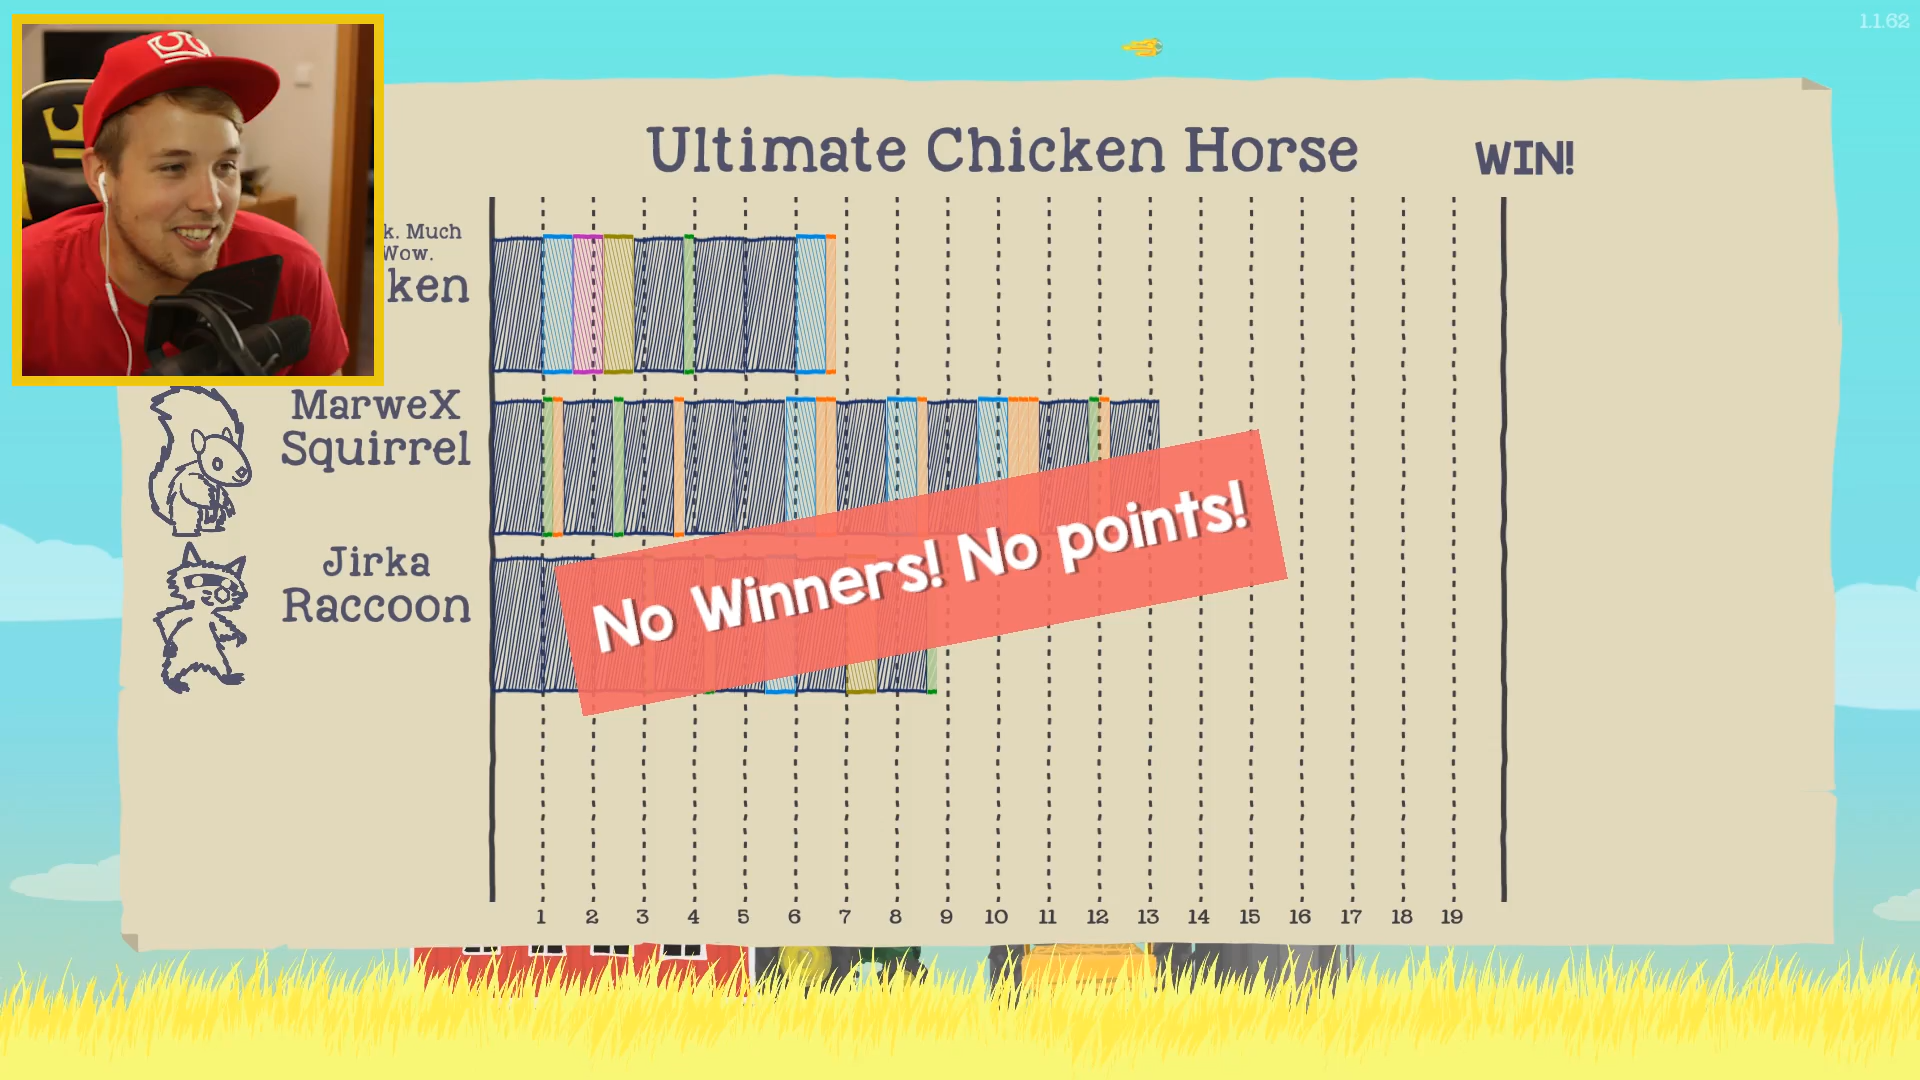 1.1.62
Ultimate Chicken Horse
WIN!
k. Much
Wow.
ken
MarweX
Squirrel
Jirka
Raccoon
No Winners! No points!
1 2 3 4 5 6 7 8 9 10 11 12 13 14 15 16 17 18 19